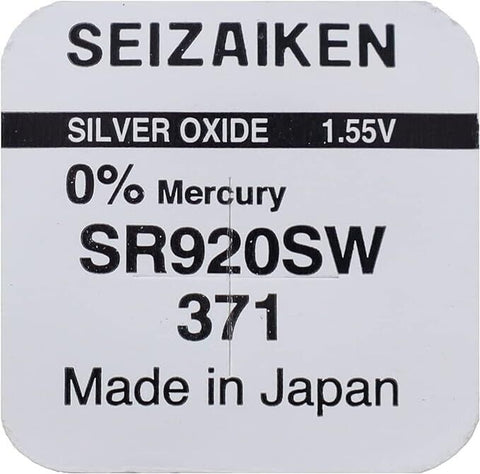 SEIZAIKEN
SILVER OXIDE 1.55V
0% Mercury
SR920SW
371
Made in Japan